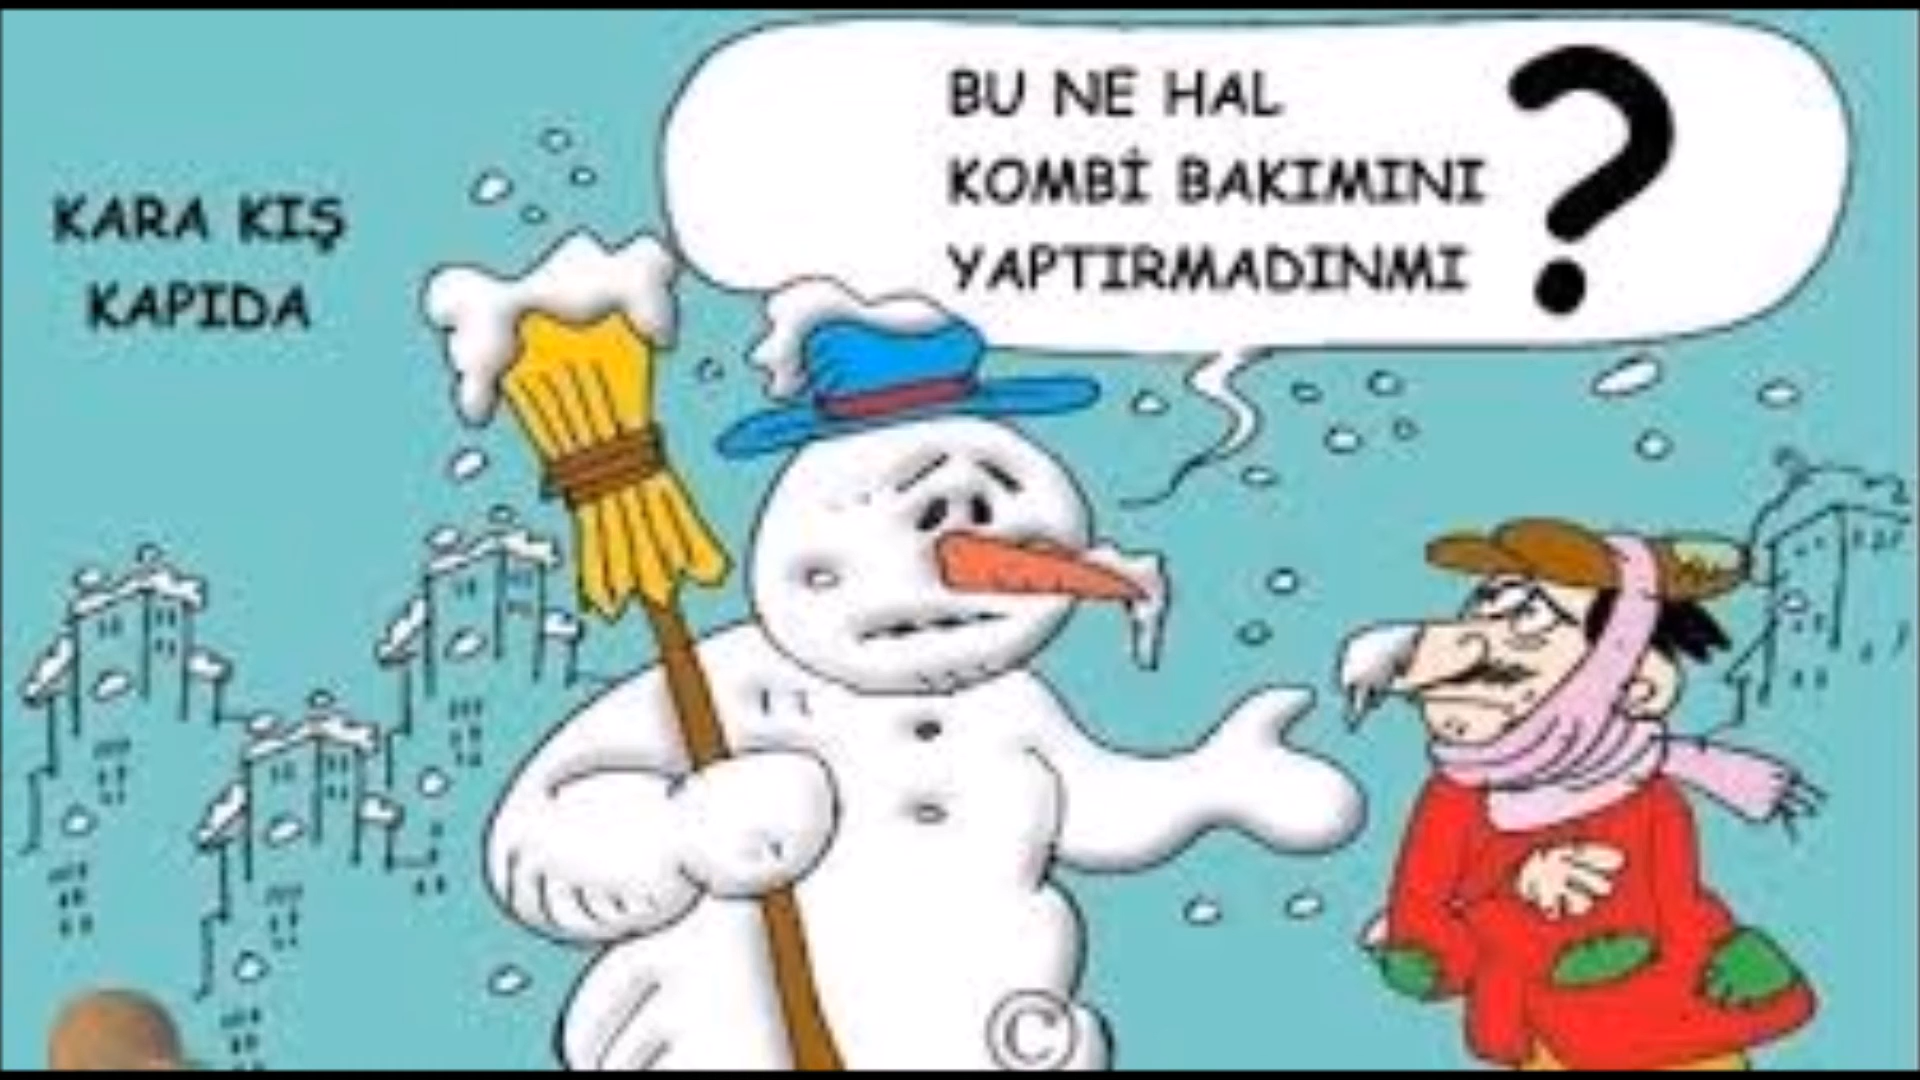 KARA KIŞ
KAPIDA
BU NE HAL
KOMBİ BAKIMINI
YAPTIRMADINMI ?
©